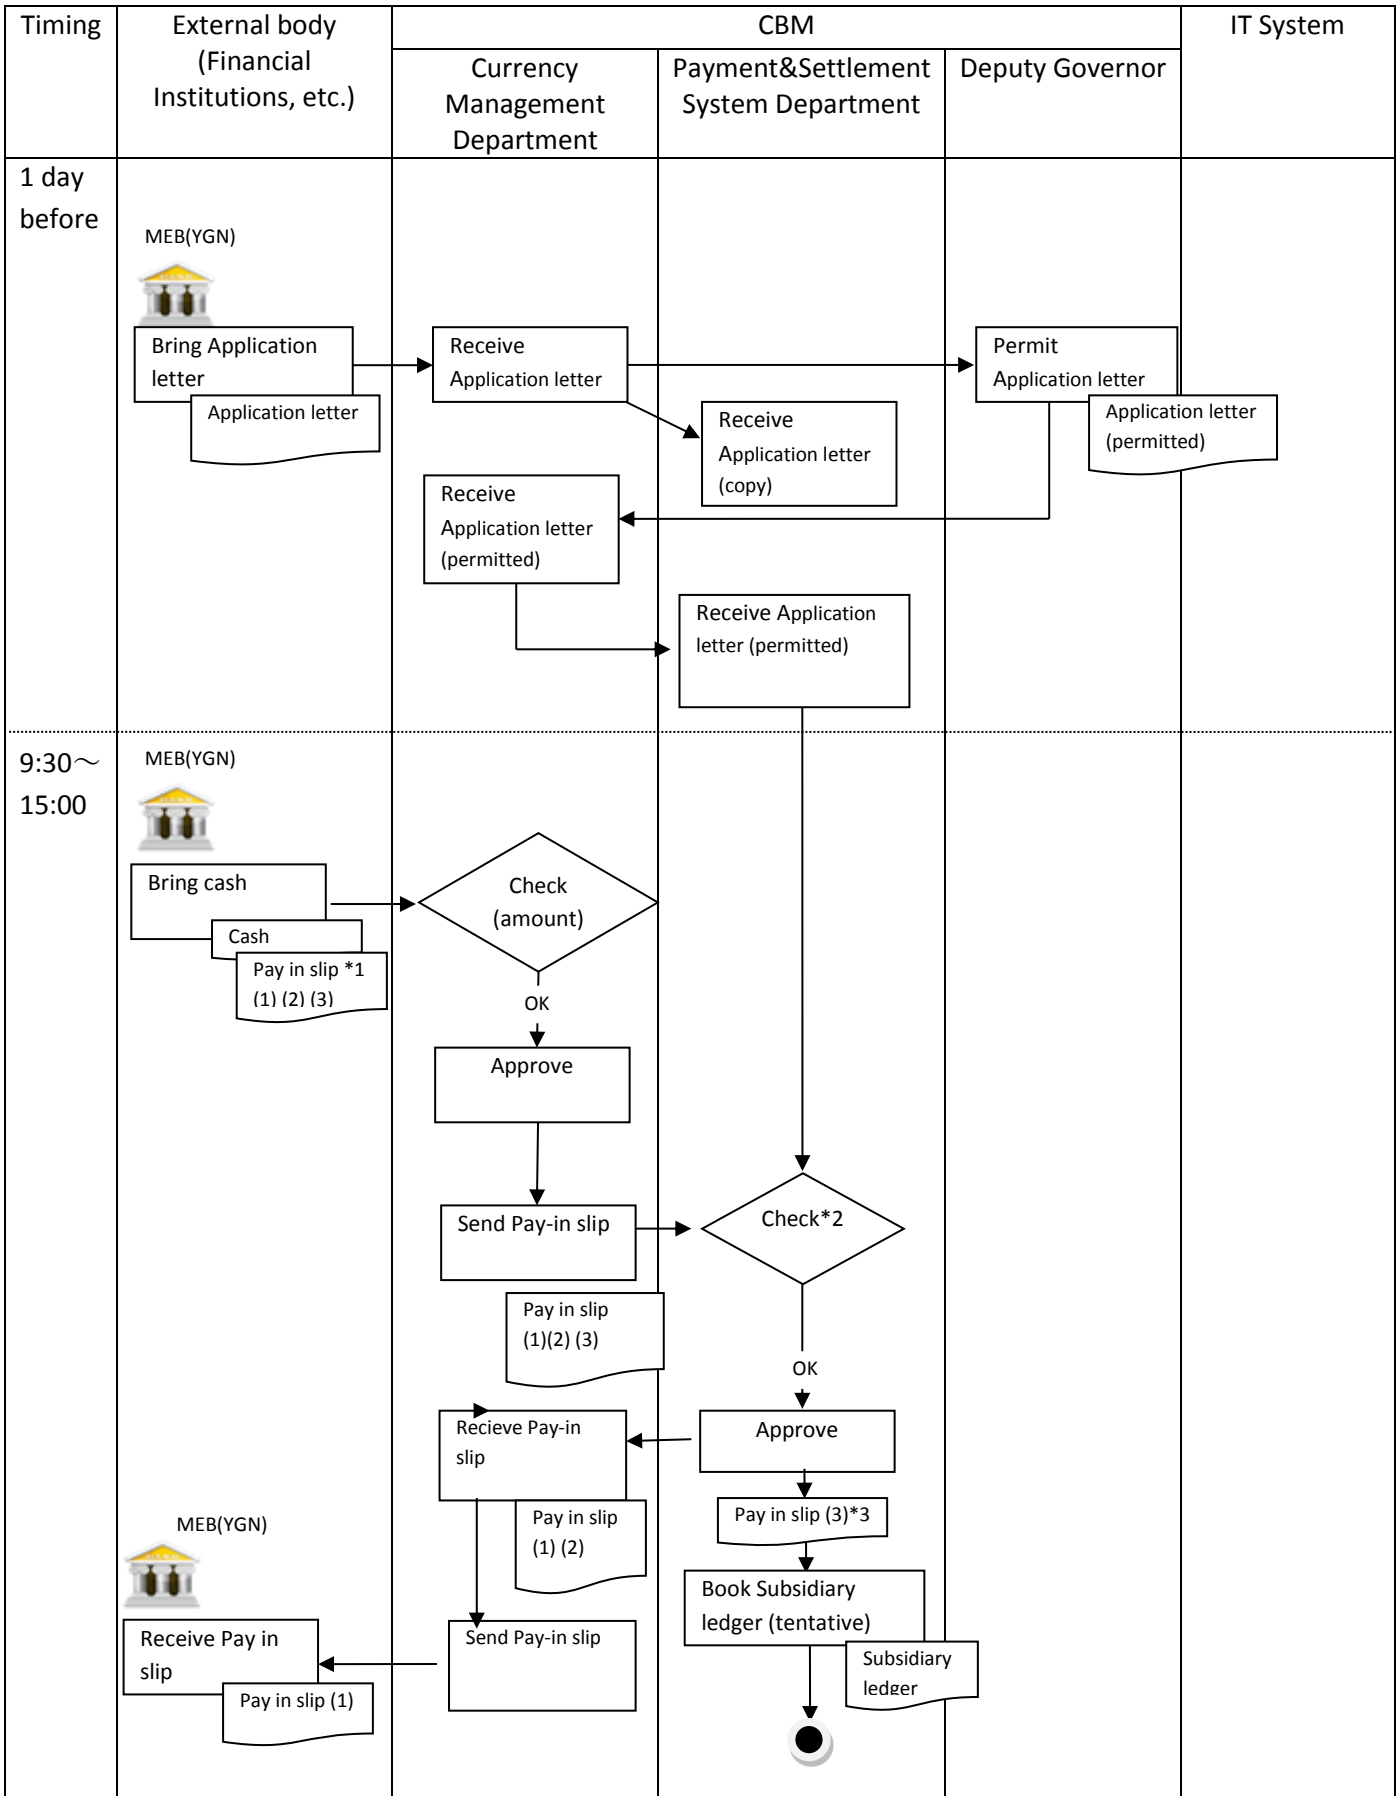 Timing
External body
(Financial
Institutions, etc.)
CBM
IT System
Currency
Management
Department
Payment&Settlement
System Department
Deputy Governor
1 day
before
MEB(YGN)
Bring Application
letter
Application letter
Receive
Application letter
Permit
Application letter
Application letter
(permitted)
Receive
Application letter
(copy)
Receive
Application letter
(permitted)
Receive Application
letter (permitted)
9:30～
15:00
MEB(YGN)
Bring cash
Cash
Pay in slip *1
(1) (2) (3)
Check
(amount)
OK
Approve
Send Pay-in slip
Check*2
Pay in slip
(1)(2) (3)
OK
Recieve Pay-in
slip
Approve
Pay in slip
(1) (2)
Pay in slip (3)*3
MEB(YGN)
Book Subsidiary
ledger (tentative)
Receive Pay in
slip
Send Pay-in slip
Subsidiary
ledger
Pay in slip (1)